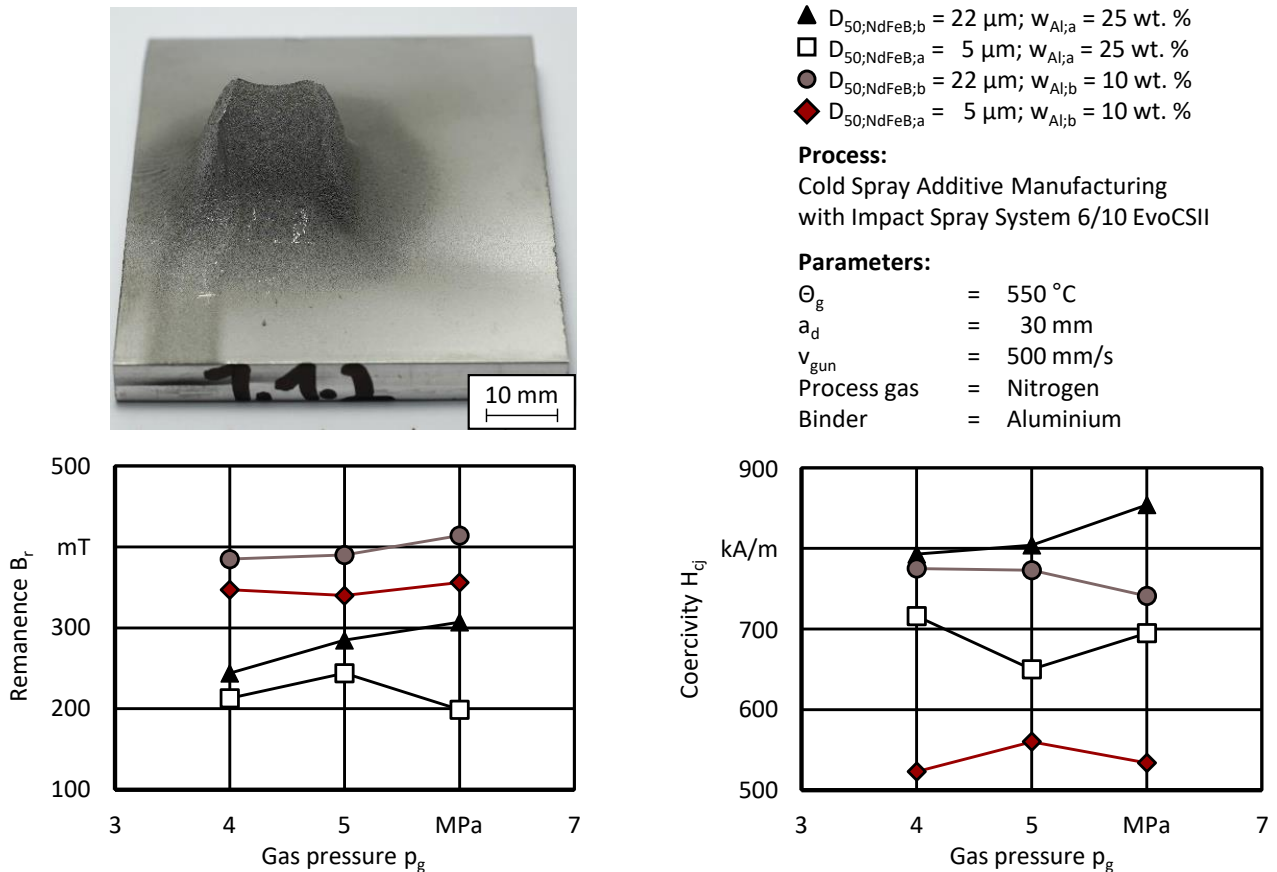 D50;NdFeB;b = 22 µm; wAl;a = 25 wt. %
D50;NdFeB;a = 5 µm; wAl;a = 25 wt. %
D50;NdFeB;b = 22 µm; wAl;b = 10 wt. %
D50;NdFeB;a = 5 µm; wAl;b = 10 wt. %
Process:
Cold Spray Additive Manufacturing
with Impact Spray System 6/10 EvoCSII
Parameters:
Θg = 550 °C
ad = 30 mm
vgun = 500 mm/s
Process gas = Nitrogen
Binder = Aluminium
1.1.1
10 mm
500
mT
300
200
100
Remanence Br
3 4 5 MPa 7
Gas pressure pg
900
kA/m
700
600
500
Coercivity Hcj
3 4 5 MPa 7
Gas pressure pg